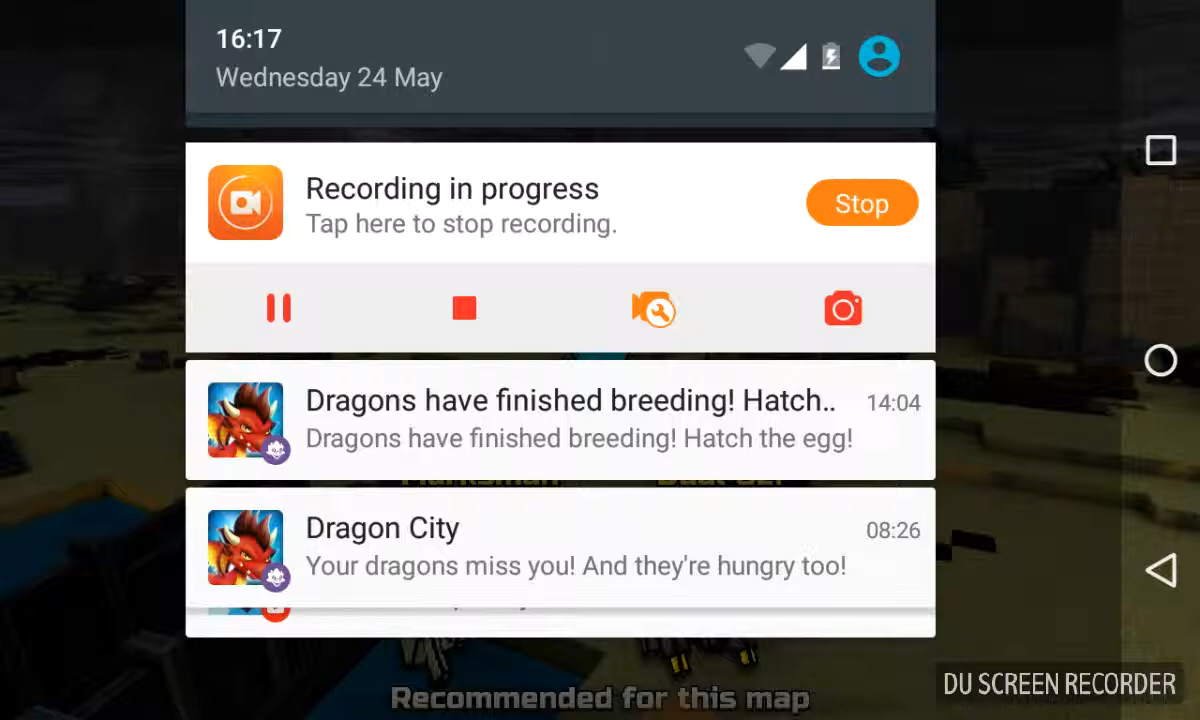 16:17
Wednesday 24 May
Recording in progress
Tap here to stop recording.
Stop
Dragons have finished breeding! Hatch..
14:04
Dragons have finished breeding! Hatch the egg!
Dragon City
08:26
Your dragons miss you! And they're hungry too!
Recommended for this map
DU SCREEN RECORDER